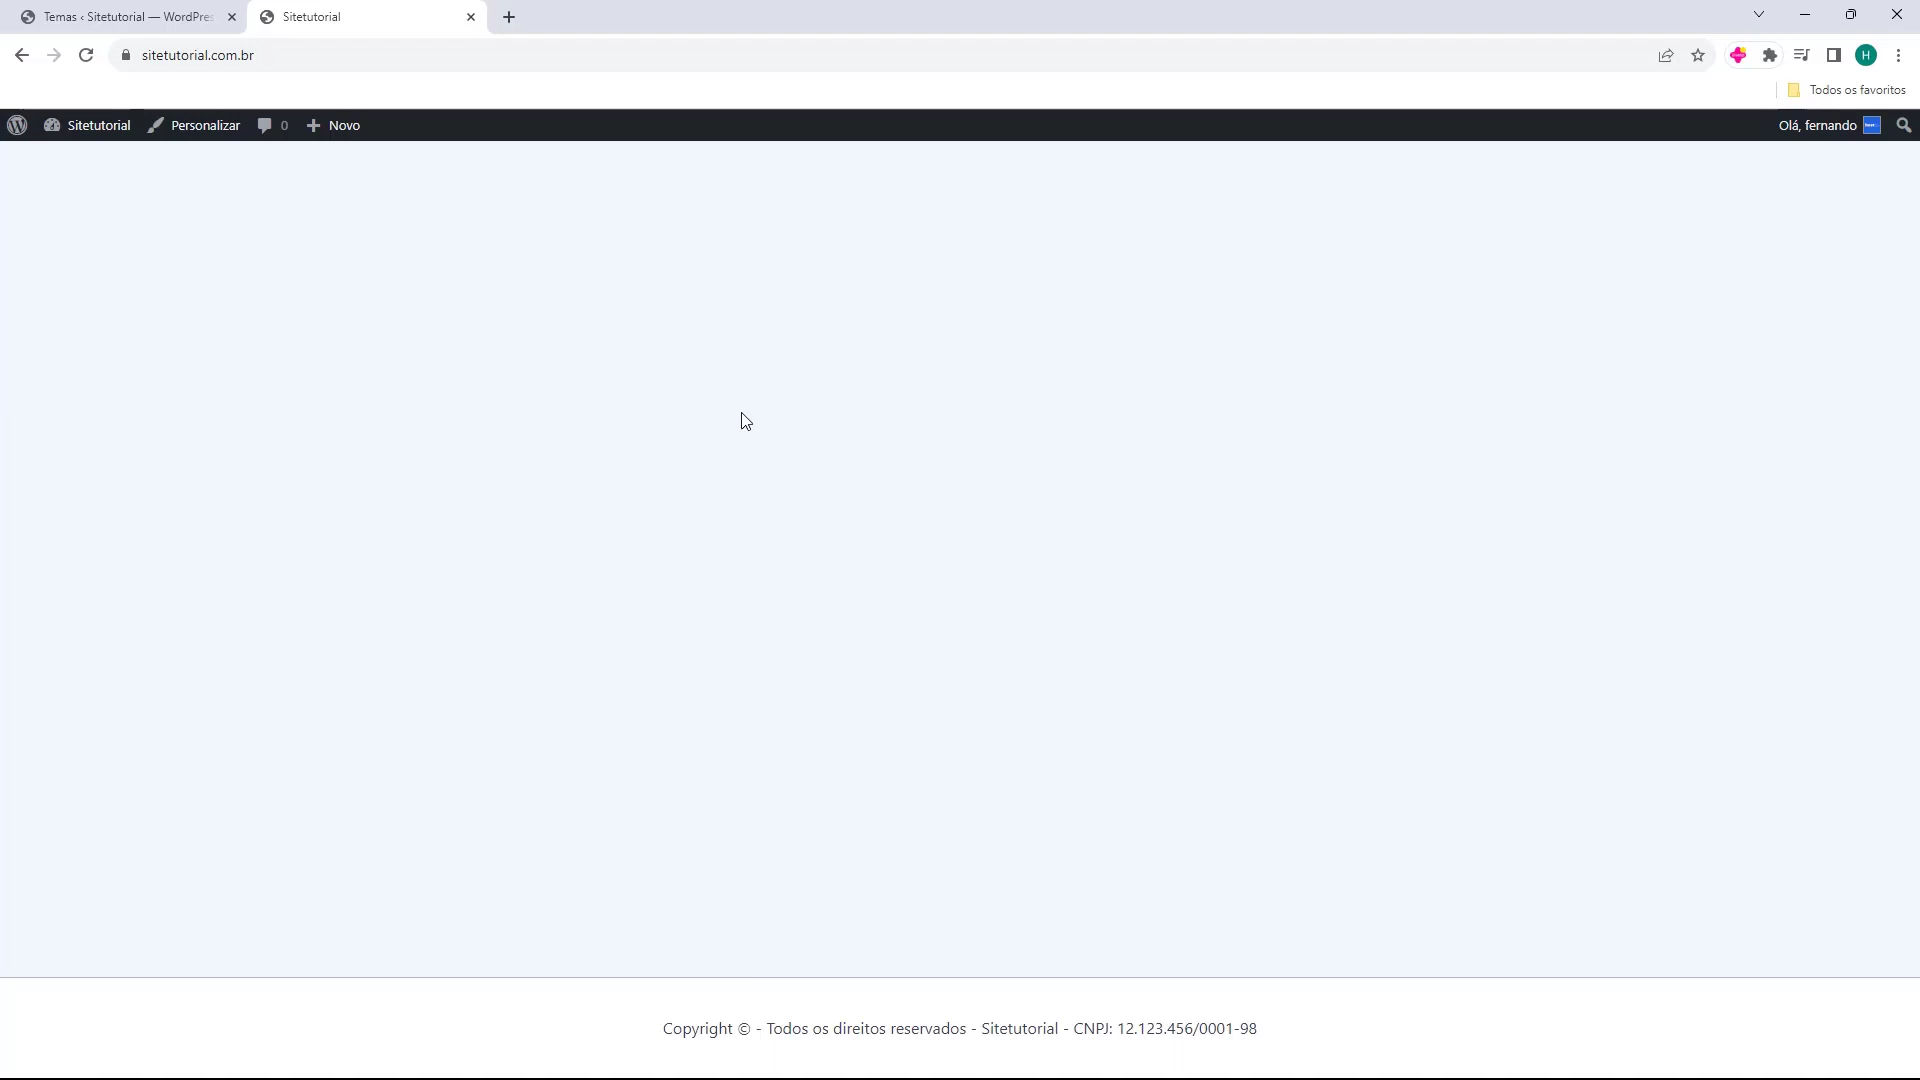 Temas ‹ Sitetutorial — WordPres
Sitetutorial
sitetutorial.com.br
H
Todos os favoritos
Sitetutorial
Personalizar
0
Novo
Olá, fernando
Copyright © - Todos os direitos reservados - Sitetutorial - CNPJ: 12.123.456/0001-98